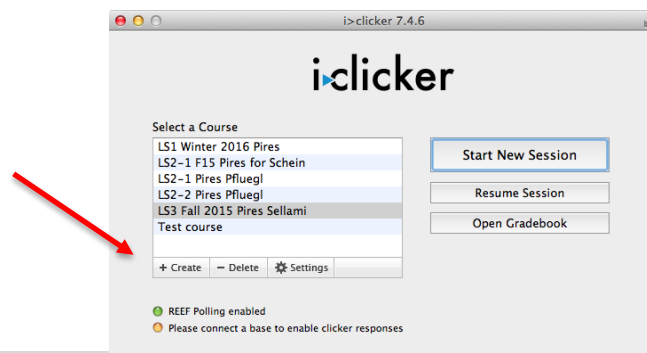 i>clicker 7.4.6
i>clicker
Select a Course
LS1 Winter 2016 Pires
LS2-1 F15 Pires for Schein
LS2-1 Pires Pfluegl
LS2-2 Pires Pfluegl
LS3 Fall 2015 Pires Sellami
Test course
+ Create − Delete Settings
Start New Session
Resume Session
Open Gradebook
REEF Polling enabled
Please connect a base to enable clicker responses